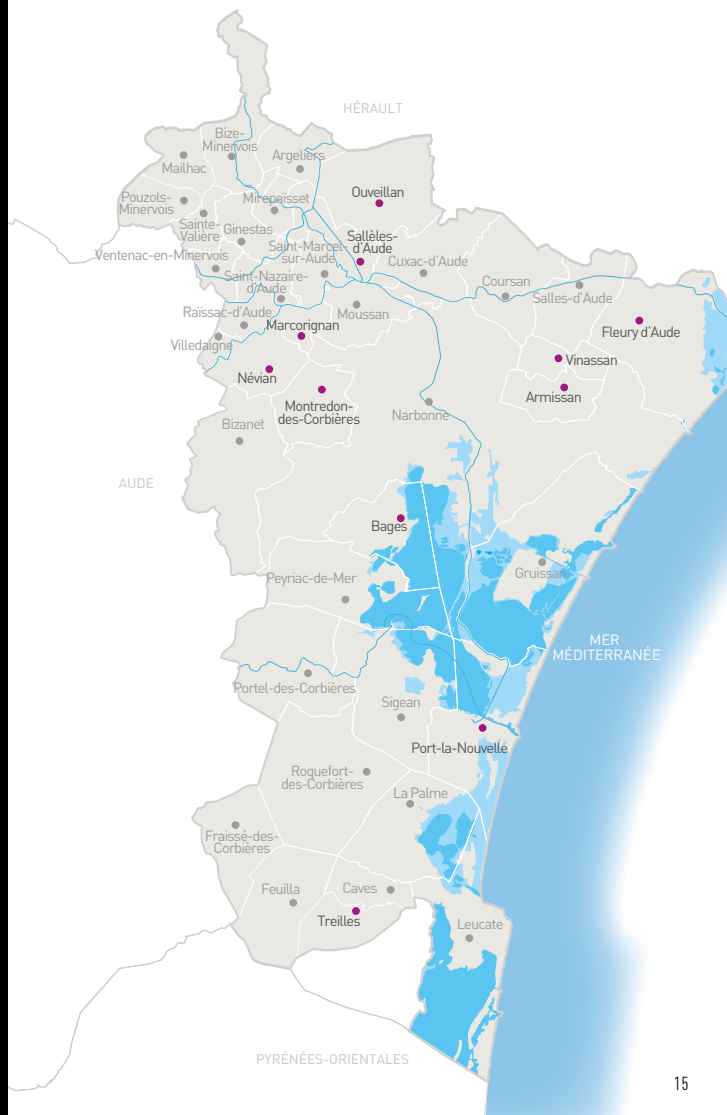 HÉRAULT
Bize-
Minervois
Argeliers
Mailhac
Ouveillan
Pouzols-
Minervois
Mirepeïsset
Sainte-
Valière
Ginestas
Sallèles-
d'Aude
Saint-Marcel-
sur-Aude
Ventenac-en-Minervois
Cuxac-d'Aude
Saint-Nazaire-
d'Aude
Coursan
Salles-d'Aude
Raïssac-d'Aude
Moussan
Marcorignan
Fleury d'Aude
Villedaigne
Vinassan
Névian
Armissan
Montredon-
des-Corbières
Narbonne
Bizanet
AUDE
Bages
Peyriac-de-Mer
Gruissan
MER
MÉDITERRANÉE
Portel-des-Corbières
Sigean
Port-la-Nouvelle
Roquefort-
des-Corbières
La Palme
Fraissé-des-
Corbières
Feuilla
Caves
Treilles
Leucate
PYRÉNÉES-ORIENTALES
15